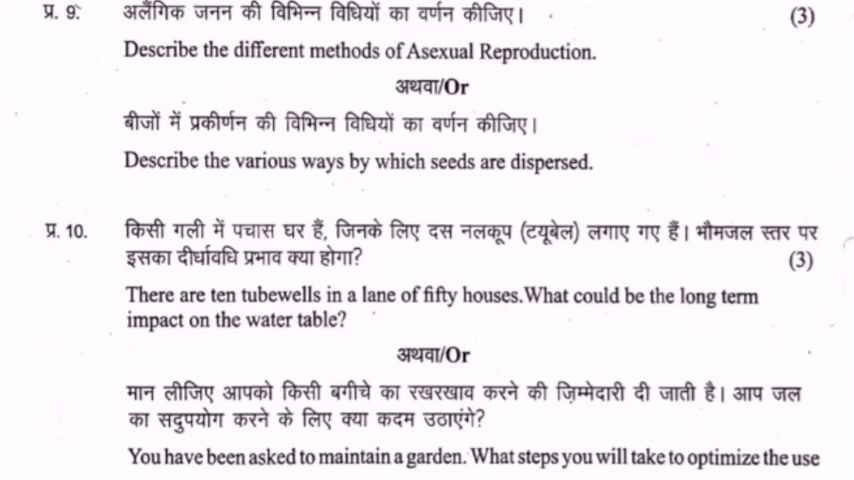 प्र. 9. अलैंगिक जनन की विभिन्न विधियों का वर्णन कीजिए। (3)
Describe the different methods of Asexual Reproduction.
अथवा/Or
बीजों में प्रकीर्णन की विभिन्न विधियों का वर्णन कीजिए।
Describe the various ways by which seeds are dispersed.
प्र. 10. किसी गली में पचास घर हैं, जिनके लिए दस नलकूप (टयूबेल) लगाए गए हैं। भौमजल स्तर पर
इसका दीर्घावधि प्रभाव क्या होगा? (3)
There are ten tubewells in a lane of fifty houses.What could be the long term
impact on the water table?
अथवा/Or
मान लीजिए आपको किसी बगीचे का रखरखाव करने की ज़िम्मेदारी दी जाती है। आप जल
का सदुपयोग करने के लिए क्या कदम उठाएंगे?
You have been asked to maintain a garden. What steps you will take to optimize the use